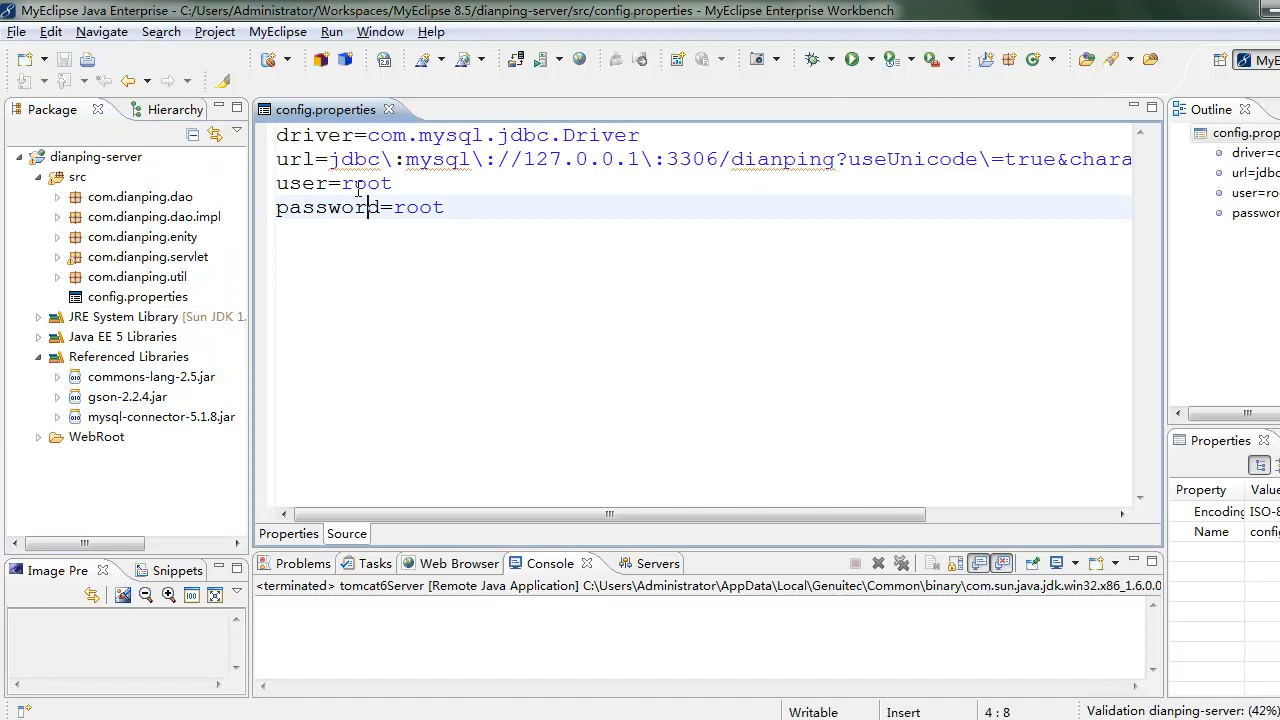 MyEclipse Java Enterprise - C:/Users/Administrator/Workspaces/MyEclipse 8.5/dianping-server/src/config.properties - MyEclipse Enterprise Workbench
File Edit Navigate Search Project MyEclipse Run Window Help
MyE
Package
Hierarchy
config.properties
Outline
dianping-server
src
com.dianping.dao
com.dianping.dao.impl
com.dianping.enity
com.dianping.servlet
com.dianping.util
config.properties
JRE System Library [Sun JDK 1.
Java EE 5 Libraries
Referenced Libraries
commons-lang-2.5.jar
gson-2.2.4.jar
mysql-connector-5.1.8.jar
WebRoot
driver=com.mysql.jdbc.Driver
url=jdbc\:mysql\://127.0.0.1\:3306/dianping?useUnicode\=true&chara
user=root
password=root
Properties Source
config.prop
driver=c
url=jdbc
user=ro
passwor
Properties
Property Value
Encoding ISO-8
Name confi
Image Pre
Snippets
Problems Tasks Web Browser Console Servers
<terminated> tomcat6Server [Remote Java Application] C:\Users\Administrator\AppData\Local\Genuitec\Common\binary\com.sun.java.jdk.win32.x86_1.6.0.0
Writable Insert 4 : 8 Validation dianping-server: (42%)